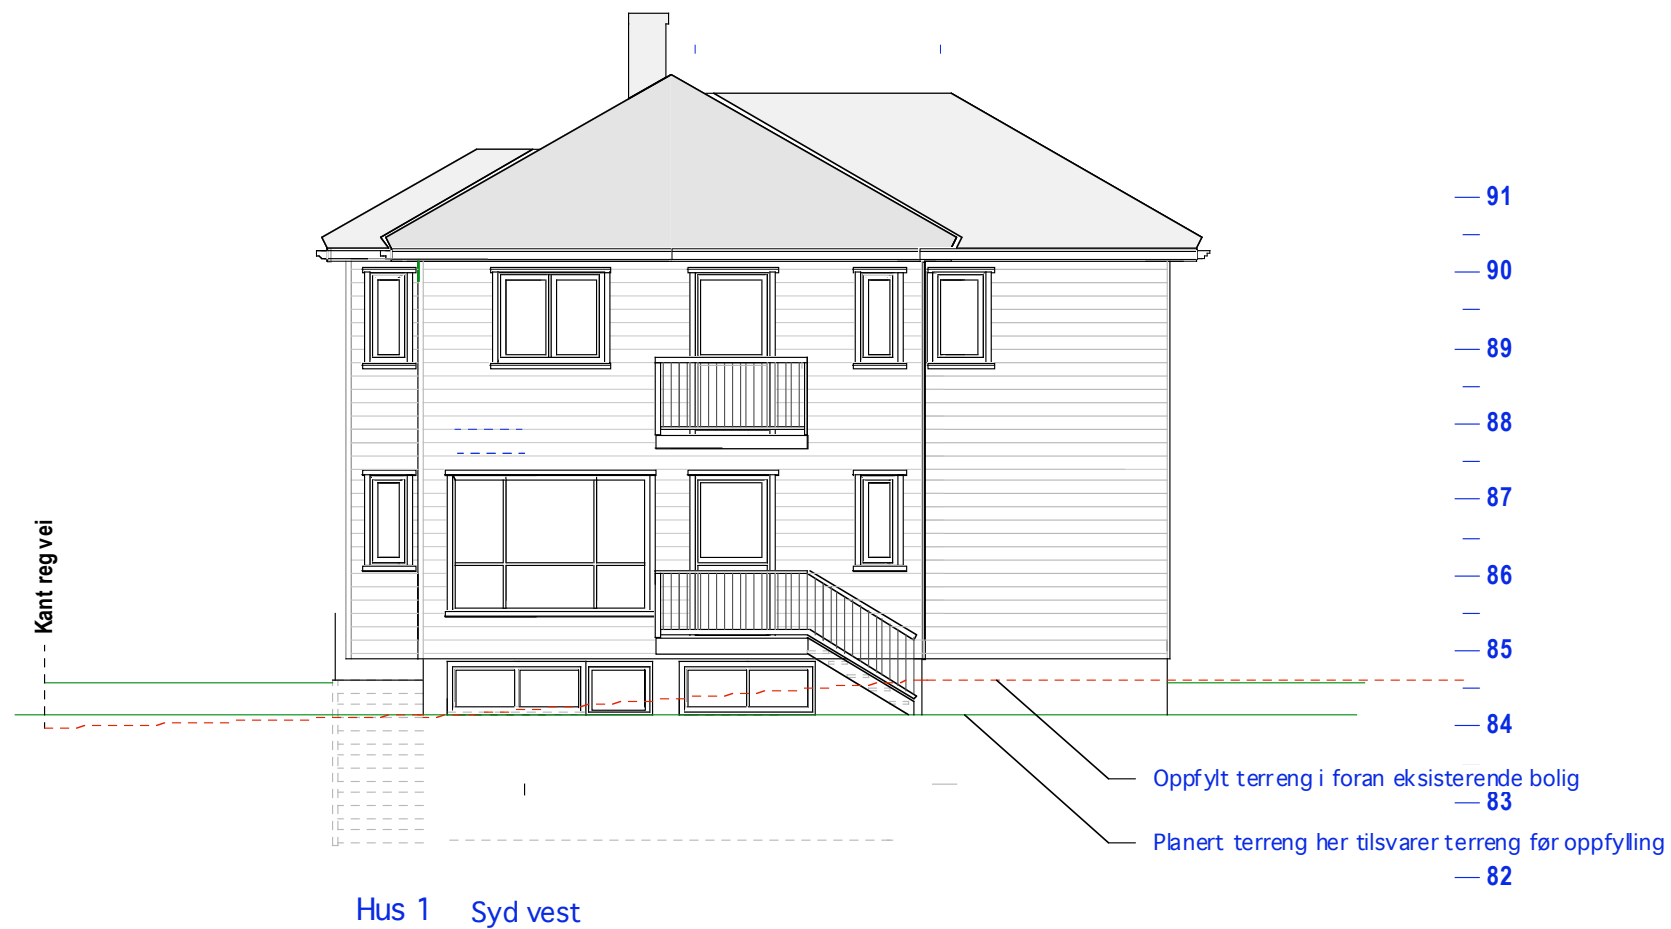 91
90
89
88
87
Kant reg vei
86
85
84
Oppfylt terreng i foran eksisterende bolig
83
Planert terreng her tilsvarer terreng før oppfylling
82
Hus 1 Syd vest